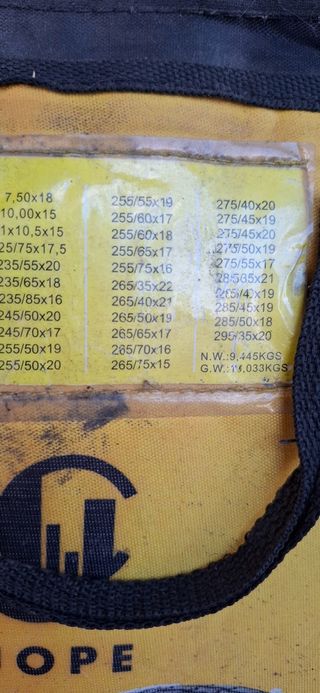 7,50x18
10,00x15
1x10,5x15
25/75x17,5
235/55x20
235/65x18
235/85x16
245/50x20
245/70x17
255/50x19
255/50x20
255/55x19
255/60x17
255/60x18
255/65x17
255/75x16
265/35x22
265/40x21
265/50x19
265/65x17
265/70x16
265/75x15
275/40x20
275/45x19
275/45x20
275/50x19
275/55x17
285/45x19
285/50x18
295/35x20
N.W.:9,445KGS
G.W.:
OPE